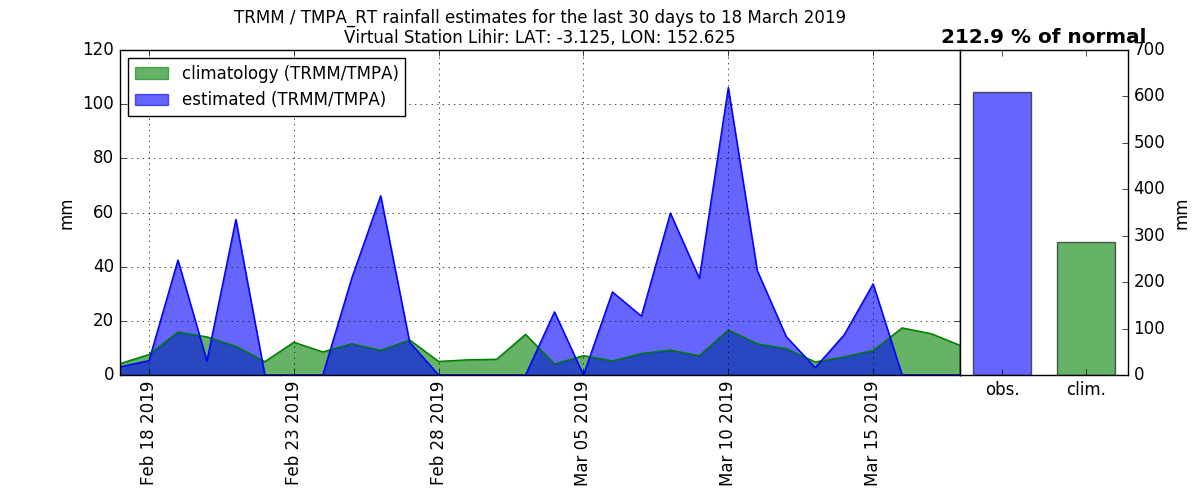 TRMM / TMPA_RT rainfall estimates for the last 30 days to 18 March 2019
Virtual Station Lihir: LAT: -3.125, LON: 152.625
212.9 % of normal
climatology (TRMM/TMPA)
estimated (TRMM/TMPA)
mm
120
100
80
60
40
20
0
Feb 18 2019
Feb 23 2019
Feb 28 2019
Mar 05 2019
Mar 10 2019
Mar 15 2019
700
600
500
400
300
200
100
0
mm
obs.
clim.